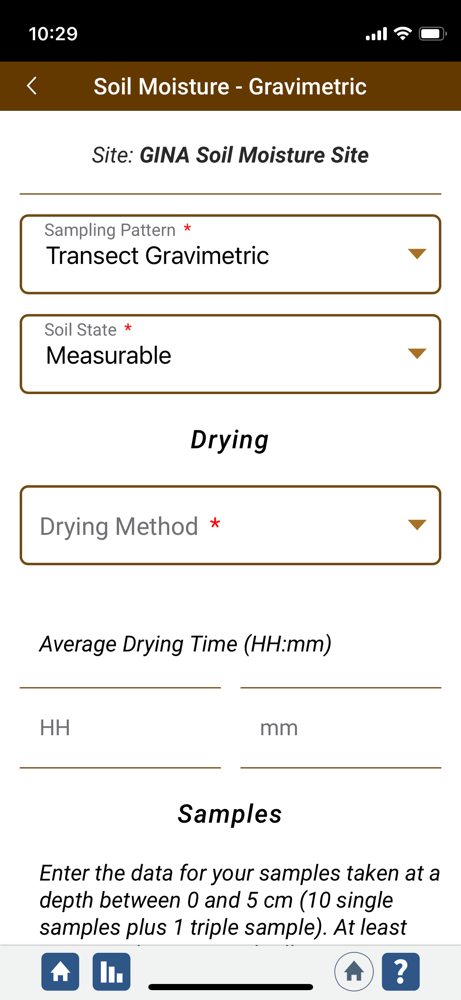 10:29
Soil Moisture - Gravimetric
Site: GINA Soil Moisture Site
Sampling Pattern *
Transect Gravimetric
Soil State *
Measurable
Drying
Drying Method *
Average Drying Time (HH:mm)
HH mm
Samples
Enter the data for your samples taken at a
depth between 0 and 5 cm (10 single
samples plus 1 triple sample). At least
?